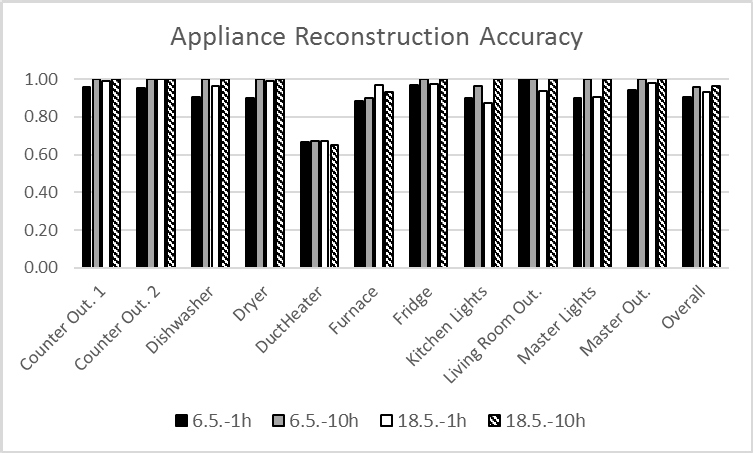 Appliance Reconstruction Accuracy
1.00
0.80
0.60
0.40
0.20
0.00
Counter Out. 1
Counter Out. 2
Dishwasher
Dryer
DuctHeater
Furnace
Fridge
Kitchen Lights
Living Room Out.
Master Lights
Master Out.
Overall
6.5.-1h 6.5.-10h 18.5.-1h 18.5.-10h